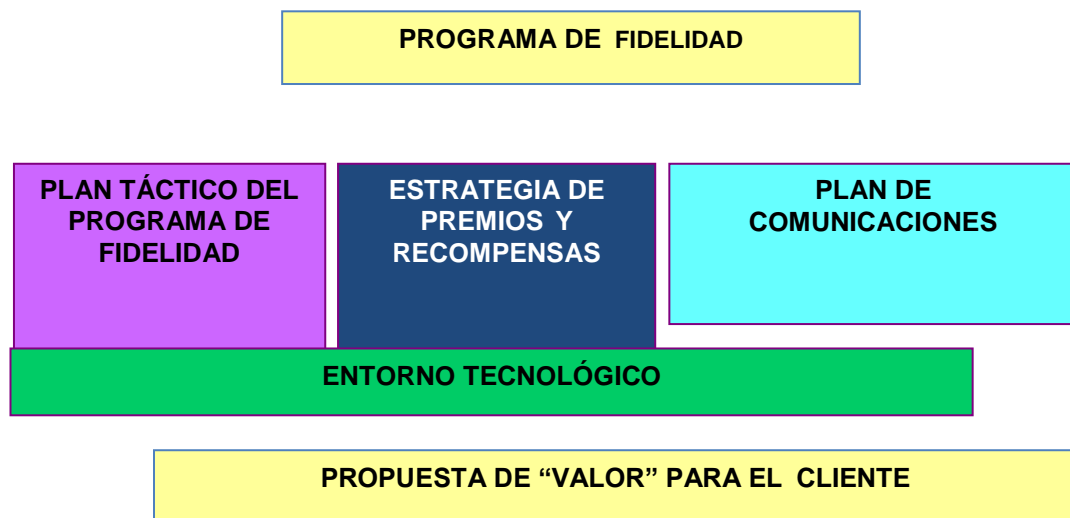 PROGRAMA DE FIDELIDAD
PLAN TÁCTICO DEL
PROGRAMA DE
FIDELIDAD
ESTRATEGIA DE
PREMIOS Y
RECOMPENSAS
PLAN DE
COMUNICACIONES
ENTORNO TECNOLÓGICO
PROPUESTA DE “VALOR” PARA EL CLIENTE